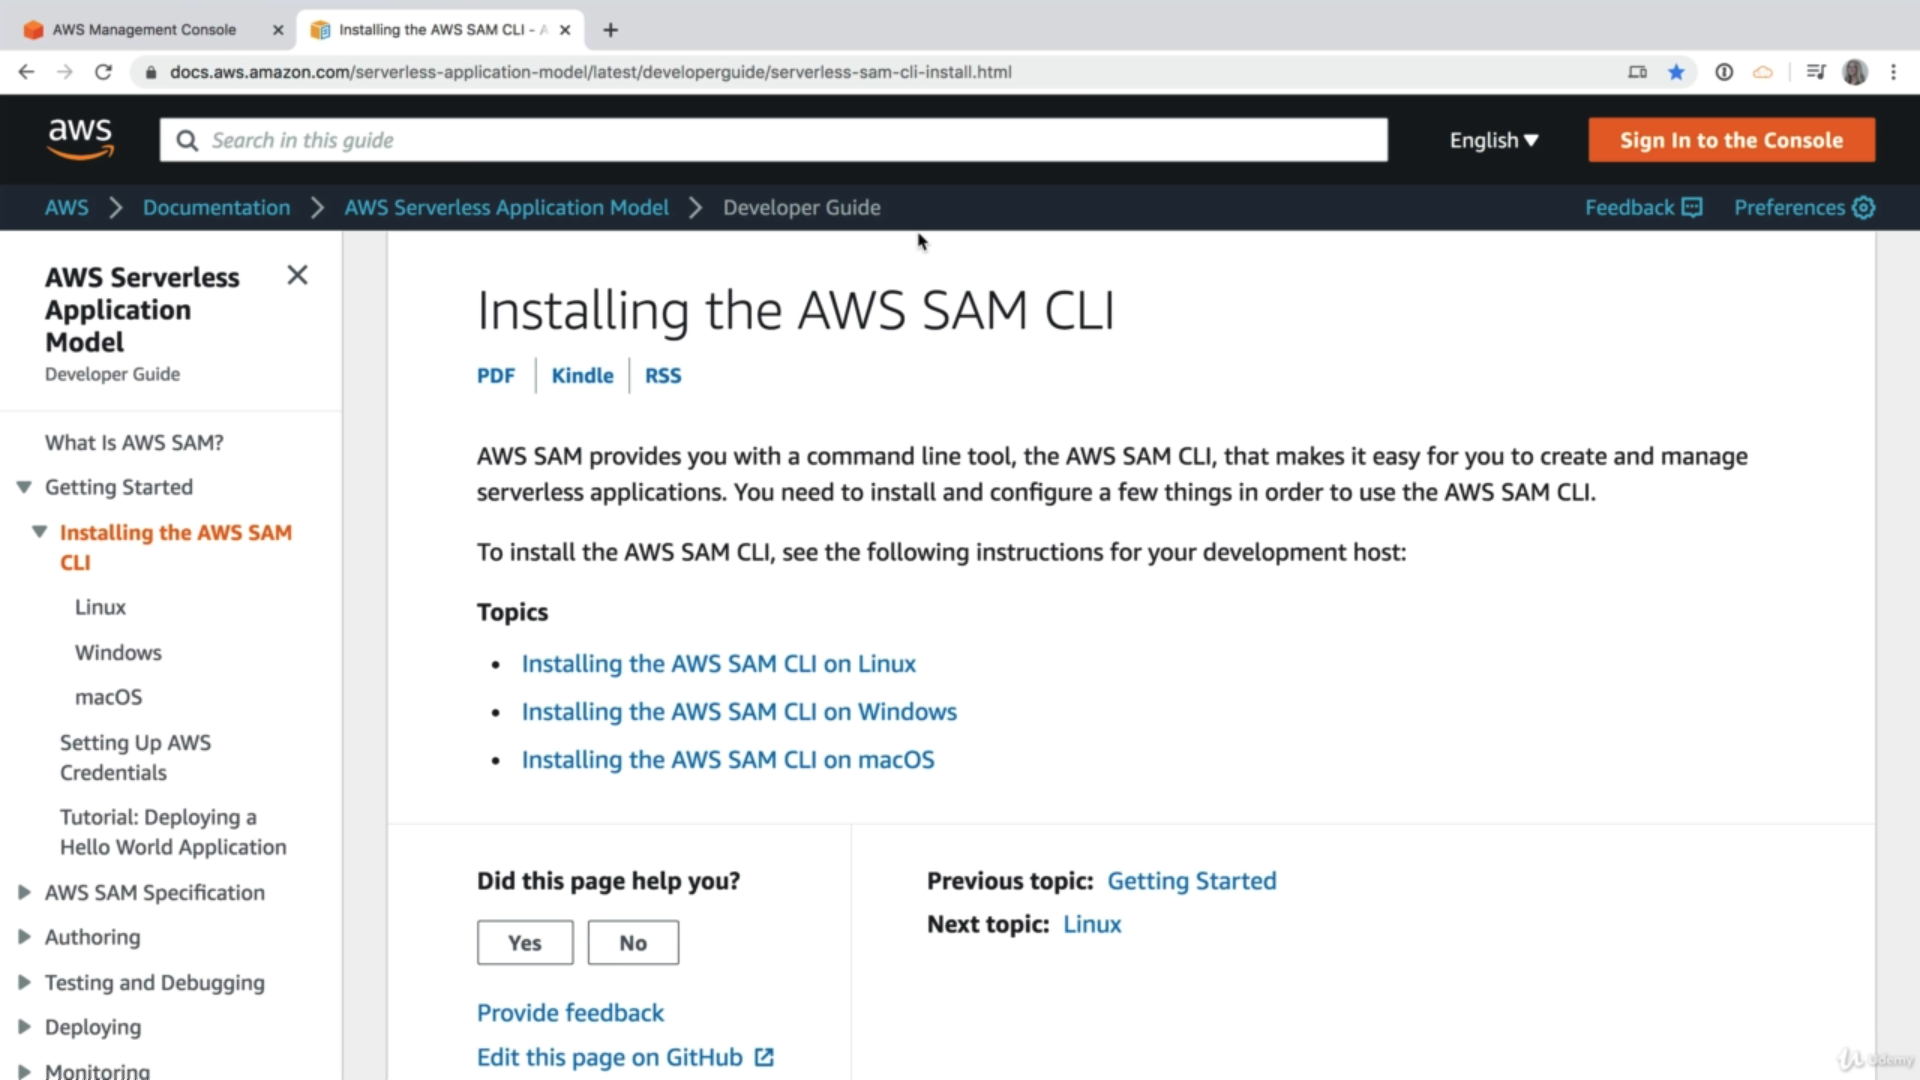 AWS Management Console
Installing the AWS SAM CLI - A
docs.aws.amazon.com/serverless-application-model/latest/developerguide/serverless-sam-cli-install.html
aws
Search in this guide
English
Sign In to the Console
AWS
Documentation
AWS Serverless Application Model
Developer Guide
Feedback
Preferences
AWS Serverless
Application
Model
Developer Guide
What Is AWS SAM?
Getting Started
Installing the AWS SAM
CLI
Linux
Windows
macOS
Setting Up AWS
Credentials
Tutorial: Deploying a
Hello World Application
AWS SAM Specification
Authoring
Testing and Debugging
Deploying
Monitoring
Installing the AWS SAM CLI
PDF
Kindle
RSS
AWS SAM provides you with a command line tool, the AWS SAM CLI, that makes it easy for you to create and manage
serverless applications. You need to install and configure a few things in order to use the AWS SAM CLI.
To install the AWS SAM CLI, see the following instructions for your development host:
Topics
• Installing the AWS SAM CLI on Linux
• Installing the AWS SAM CLI on Windows
• Installing the AWS SAM CLI on macOS
Did this page help you?
Yes
No
Provide feedback
Edit this page on GitHub
Previous topic: Getting Started
Next topic: Linux
Udemy